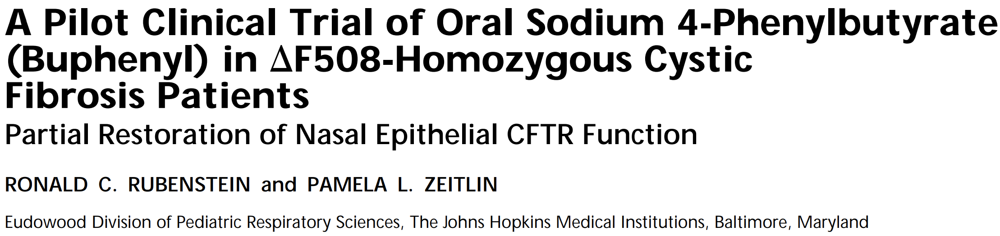 A Pilot Clinical Trial of Oral Sodium 4-Phenylbutyrate
(Buphenyl) in ΔF508-Homozygous Cystic
Fibrosis Patients
Partial Restoration of Nasal Epithelial CFTR Function
RONALD C. RUBENSTEIN and PAMELA L. ZEITLIN
Eudowood Division of Pediatric Respiratory Sciences, The Johns Hopkins Medical Institutions, Baltimore, Maryland